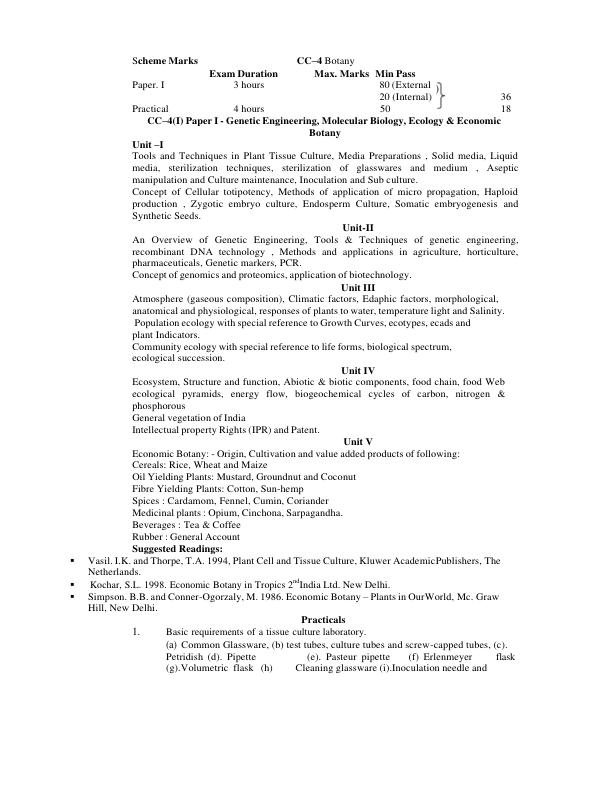 Scheme Marks CC–4 Botany
Exam Duration Max. Marks Min Pass
Paper. I 3 hours 80 (External )
20 (Internal) 36
Practical 4 hours 50 18
CC–4(I) Paper I - Genetic Engineering, Molecular Biology, Ecology & Economic
Botany
Unit –I
Tools and Techniques in Plant Tissue Culture, Media Preparations , Solid media, Liquid
media, sterilization techniques, sterilization of glasswares and medium , Aseptic
manipulation and Culture maintenance, Inoculation and Sub culture.
Concept of Cellular totipotency, Methods of application of micro propagation, Haploid
production , Zygotic embryo culture, Endosperm Culture, Somatic embryogenesis and
Synthetic Seeds.
Unit-II
An Overview of Genetic Engineering, Tools & Techniques of genetic engineering,
recombinant DNA technology , Methods and applications in agriculture, horticulture,
pharmaceuticals, Genetic markers, PCR.
Concept of genomics and proteomics, application of biotechnology.
Unit III
Atmosphere (gaseous composition), Climatic factors, Edaphic factors, morphological,
anatomical and physiological, responses of plants to water, temperature light and Salinity.
Population ecology with special reference to Growth Curves, ecotypes, ecads and
plant Indicators.
Community ecology with special reference to life forms, biological spectrum,
ecological succession.
Unit IV
Ecosystem, Structure and function, Abiotic & biotic components, food chain, food Web
ecological pyramids, energy flow, biogeochemical cycles of carbon, nitrogen &
phosphorous
General vegetation of India
Intellectual property Rights (IPR) and Patent.
Unit V
Economic Botany: - Origin, Cultivation and value added products of following:
Cereals: Rice, Wheat and Maize
Oil Yielding Plants: Mustard, Groundnut and Coconut
Fibre Yielding Plants: Cotton, Sun-hemp
Spices : Cardamom, Fennel, Cumin, Coriander
Medicinal plants : Opium, Cinchona, Sarpagandha.
Beverages : Tea & Coffee
Rubber : General Account
Suggested Readings:
▪ Vasil. I.K. and Thorpe, T.A. 1994, Plant Cell and Tissue Culture, Kluwer AcademicPublishers, The
Netherlands.
▪ Kochar, S.L. 1998. Economic Botany in Tropics 2ndIndia Ltd. New Delhi.
▪ Simpson. B.B. and Conner-Ogorzaly, M. 1986. Economic Botany – Plants in OurWorld, Mc. Graw
Hill, New Delhi.
Practicals
1. Basic requirements of a tissue culture laboratory.
(a) Common Glassware, (b) test tubes, culture tubes and screw-capped tubes, (c).
Petridish (d). Pipette (e). Pasteur pipette (f) Erlenmeyer flask
(g).Volumetric flask (h) Cleaning glassware (i).Inoculation needle and